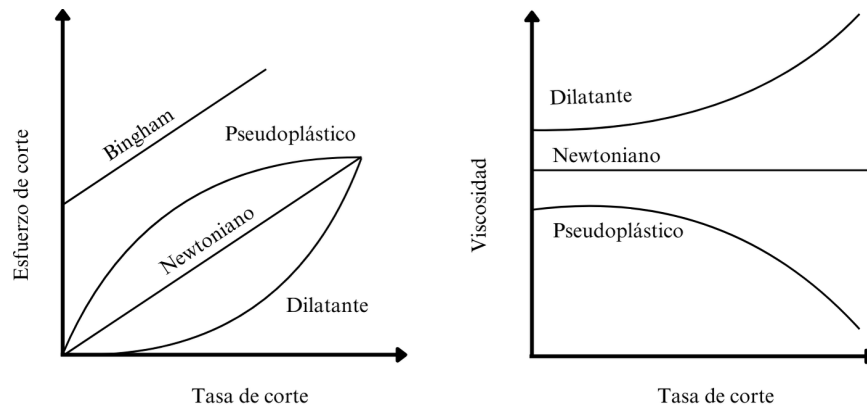 Esfuerzo de corte
Bingham
Pseudoplástico
Newtoniano
Dilatante
Tasa de corte
Viscosidad
Dilatante
Newtoniano
Pseudoplástico
Tasa de corte